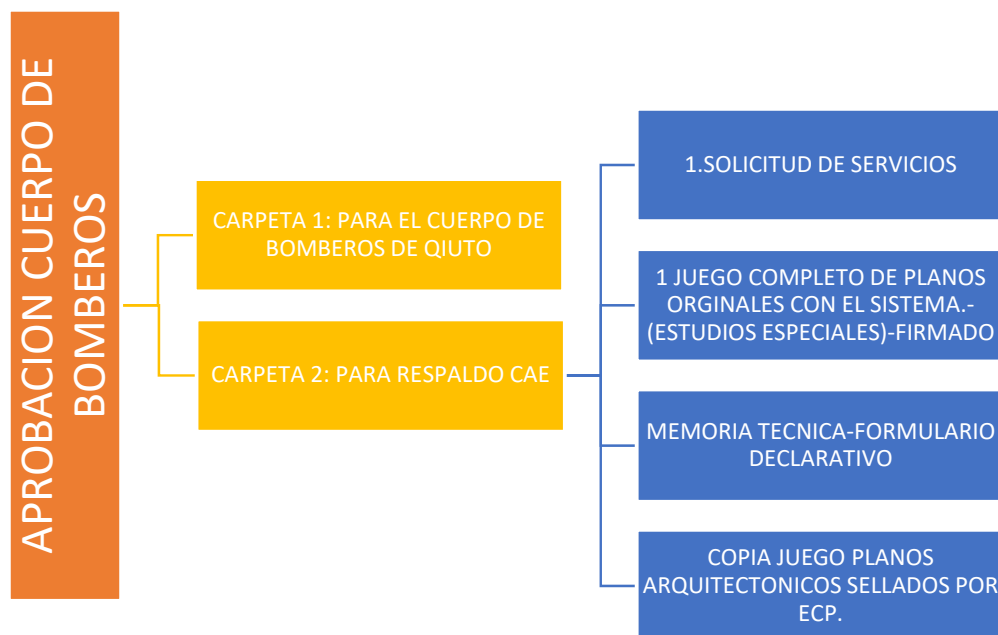 APROBACION CUERPO DE
BOMBEROS
CARPETA 1: PARA EL CUERPO DE
BOMBEROS DE QIUTO
CARPETA 2: PARA RESPALDO CAE
1.SOLICITUD DE SERVICIOS
1 JUEGO COMPLETO DE PLANOS
ORGINALES CON EL SISTEMA.-
(ESTUDIOS ESPECIALES)-FIRMADO
MEMORIA TECNICA-FORMULARIO
DECLARATIVO
COPIA JUEGO PLANOS
ARQUITECTONICOS SELLADOS POR
ECP.